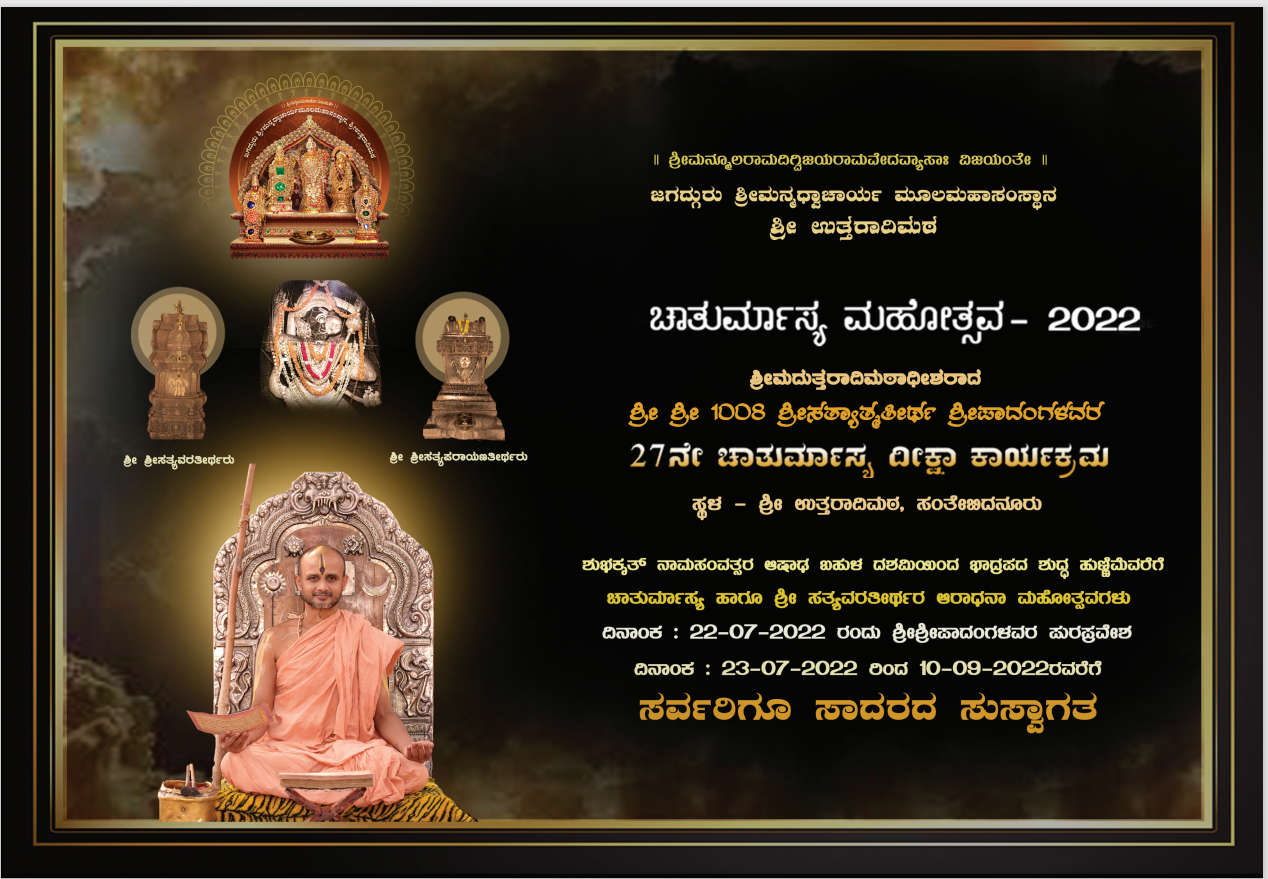 ॥ ಶ್ರೀಮನ್ಮೂಲರಾಮದಿಗ್ವಿಜಯರಾಮವೇದವ್ಯಾಸಾಃ ವಿಜಯಂತೇ ॥
ಜಗದ್ಗುರು ಶ್ರೀಮನ್ಮಧ್ವಾಚಾರ್ಯ ಮೂಲಮಹಾಸಂಸ್ಥಾನ
ಶ್ರೀ ಉತ್ತರಾದಿಮಠ
ಚಾತುರ್ಮಾಸ್ಯ ಮಹೋತ್ಸವ - 2022
ಶ್ರೀಮದುತ್ತರಾದಿಮಠಾಧೀಶರಾದ
ಶ್ರೀ ಶ್ರೀ 1008 ಶ್ರೀಸತ್ಯಾತ್ಮತೀರ್ಥ ಶ್ರೀಪಾದಂಗಳವರ
27ನೇ ಚಾತುರ್ಮಾಸ್ಯ ದೀಕ್ಷಾ ಕಾರ್ಯಕ್ರಮ
ಸ್ಥಳ - ಶ್ರೀ ಉತ್ತರಾದಿಮಠ, ಸಂತೇಬಿದನೂರು
ಶುಭಕೃತ್ ನಾಮಸಂವತ್ಸರ ಆಷಾಢ ಬಹುಳ ದಶಮಿಯಿಂದ ಭಾದ್ರಪದ ಶುದ್ಧ ಹುಣ್ಣಿಮೆವರೆಗೆ
ಚಾತುರ್ಮಾಸ್ಯ ಹಾಗೂ ಶ್ರೀ ಸತ್ಯವರತೀರ್ಥರ ಆರಾಧನಾ ಮಹೋತ್ಸವಗಳು
ದಿನಾಂಕ : 22-07-2022 ರಂದು ಶ್ರೀಶ್ರೀಪಾದಂಗಳವರ ಪುರಪ್ರವೇಶ
ದಿನಾಂಕ : 23-07-2022 ರಿಂದ 10-09-2022ರವರೆಗೆ
ಸರ್ವರಿಗೂ ಸಾದರದ ಸುಸ್ವಾಗತ
ಶ್ರೀ ಶ್ರೀಸತ್ಯವರತೀರ್ಥರು
ಶ್ರೀ ಶ್ರೀಸತ್ಯಪರಾಯಣತೀರ್ಥರು